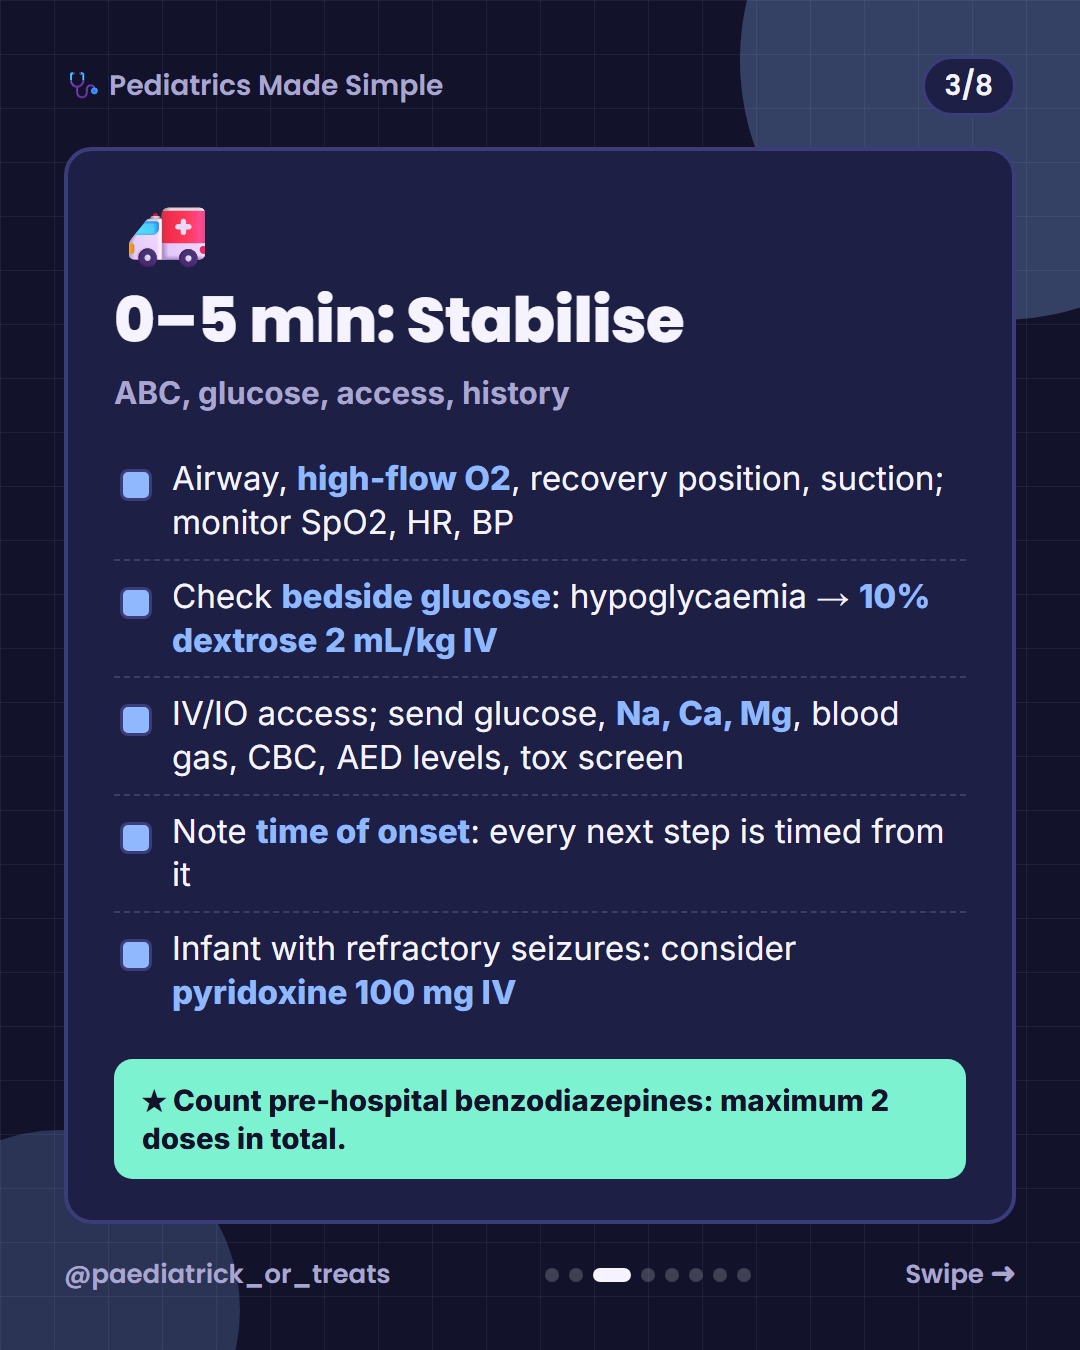 Pediatrics Made Simple
3/8
0–5 min: Stabilise
ABC, glucose, access, history
Airway, high-flow O2, recovery position, suction;
monitor SpO2, HR, BP
Check bedside glucose: hypoglycaemia → 10%
dextrose 2 mL/kg IV
IV/IO access; send glucose, Na, Ca, Mg, blood
gas, CBC, AED levels, tox screen
Note time of onset: every next step is timed from
it
Infant with refractory seizures: consider
pyridoxine 100 mg IV
★ Count pre-hospital benzodiazepines: maximum 2
doses in total.
@paediatrick_or_treats
Swipe ➜